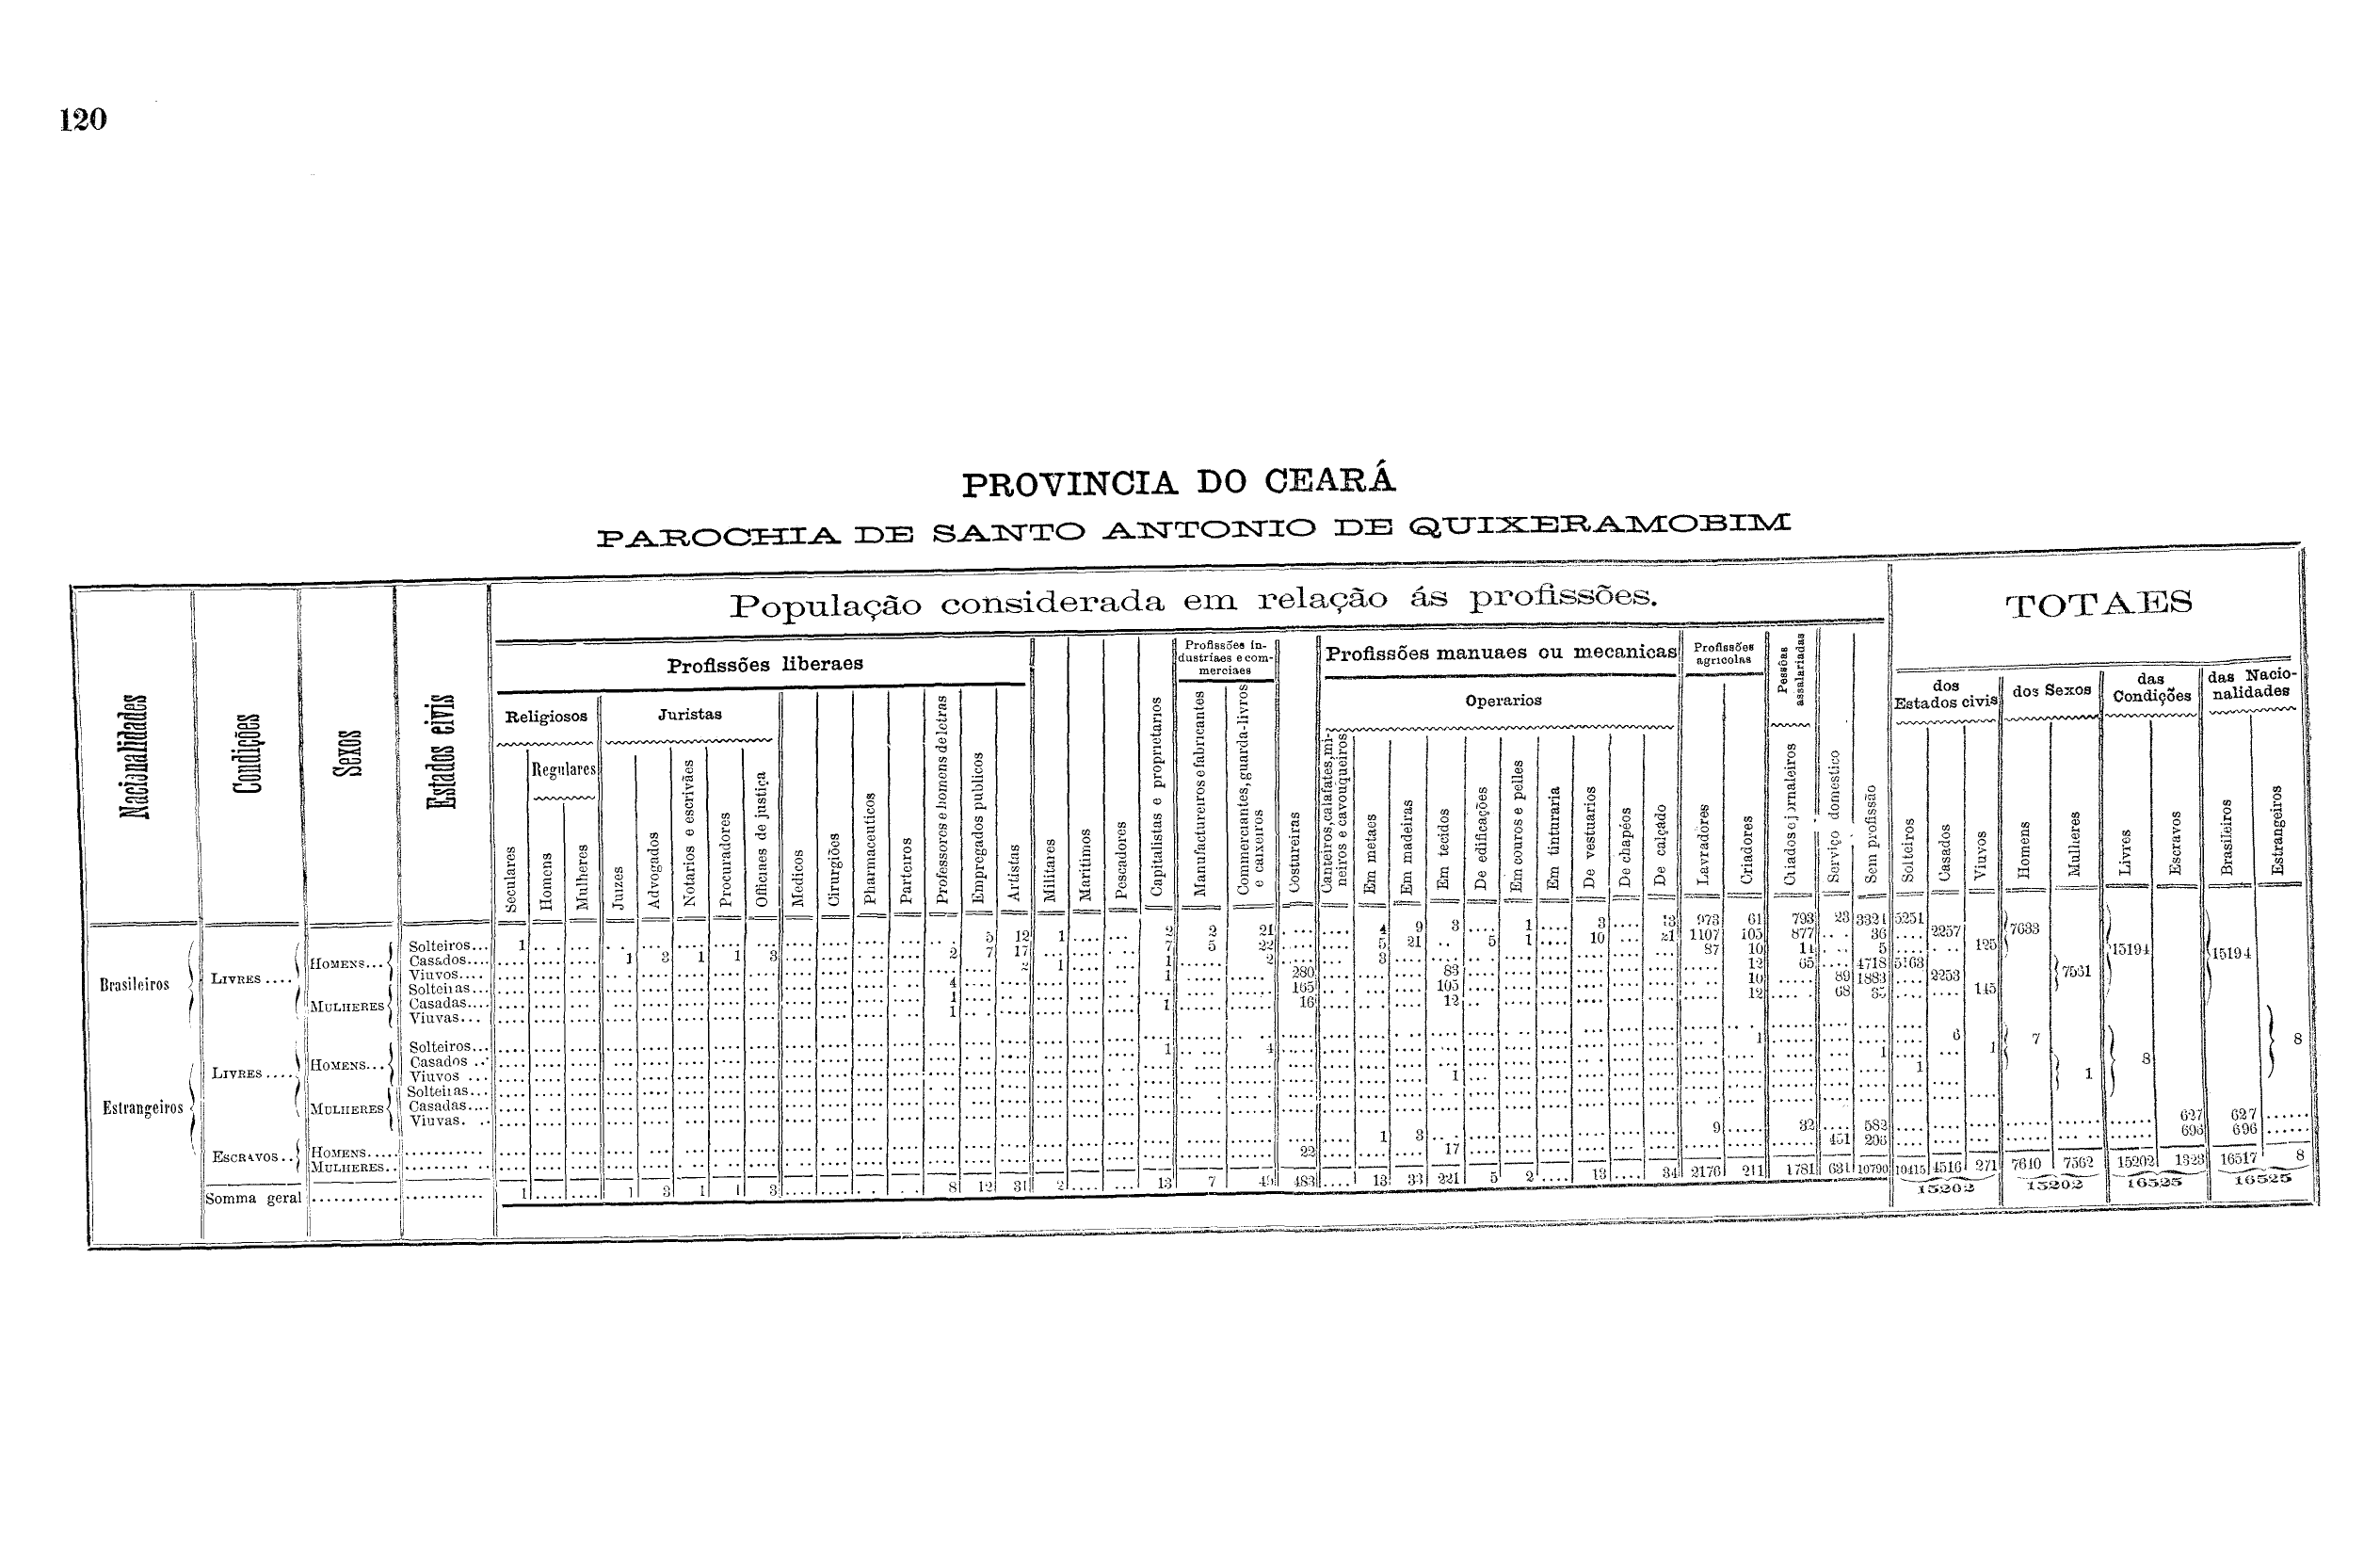 120
PROVINCIA DO CEARÁ
PAROCHIA DE SANTO ANTONIO DE QUIXERAMOBIM
Nacionalidades
Condições
Sexos
Estados civis
População considerada em relação ás profissões.
TOTAES
Profissões liberaes
Religiosos
Seculares
Regulares
Homens
Mulheres
Juristas
Juizes
Advogados
Notarios e escrivães
Procuradores
Officiaes de justiça
Medicos
Cirurgiões
Pharmaceuticos
Parteiros
Professores e homens de letras
Empregados publicos
Artistas
Militares
Maritimos
Pescadores
Capitalistas e proprietarios
Profissões in-
dustriaes e com-
merciaes
Manufactureiros e fabricantes
Commerciantes, guarda-livros
e caixeiros
Costureiras
Profissões manuaes ou mecanicas
Operarios
Canteiros, calafates, mi-
neiros e cavouqueiros
Em metaes
Em madeiras
Em tecidos
De edificações
Em couros e pelles
Em tinturaria
De vestuarios
De chapéos
De calçado
Profissões
agricolas
Lavradores
Criadores
Pessôas
assalariadas
Criados e jornaleiros
Serviço domestico
Sem profissão
dos
Estados civis
Solteiros
Casados
Viuvos
dos Sexos
Homens
Mulheres
das
Condições
Livres
Escravos
das Nacio-
nalidades
Brasileiros
Estrangeiros
Brasileiros
LIVRES ....
HOMENS...
Solteiros... 1 5 12 1 2 2 21 4 9 3 1 3 13 973 61 793 23 3321 5251
Casados.... 1 3 1 1 3 2 7 17 7 5 22 5 21 5 1 10 21 1107 105 877 36 2257 7633
Viuvos.... 2 1 1 2 3 87 10 11 5 125
MULHERES
Solteiras... 4 1 280 83 12 65 4718 5163 15194 15194
Casadas.... 1 165 105 10 89 1883 2253 7561
Viuvas... 1 1 16 12 12 68 145
Estrangeiros
LIVRES ....
HOMENS...
Solteiros...
Casados ... 1 4 1 6 7 8
Viuvos ... 1 1
MULHERES
Solteiras... 1 1 1 8
Casadas....
Viuvas. ..
ESCRAVOS..
HOMENS.... 1 3 9 32 582 627 627
MULHERES.. 22 17 451 696 696
Somma geral 1 1 3 1 1 3 8 12 31 2 13 7 49 483 13 33 221 5 2 13 34 2176 211 1781 631 10790 10415 4516 271 7640 7562 15202 1323 16517 8
15202 15202 16525 16525